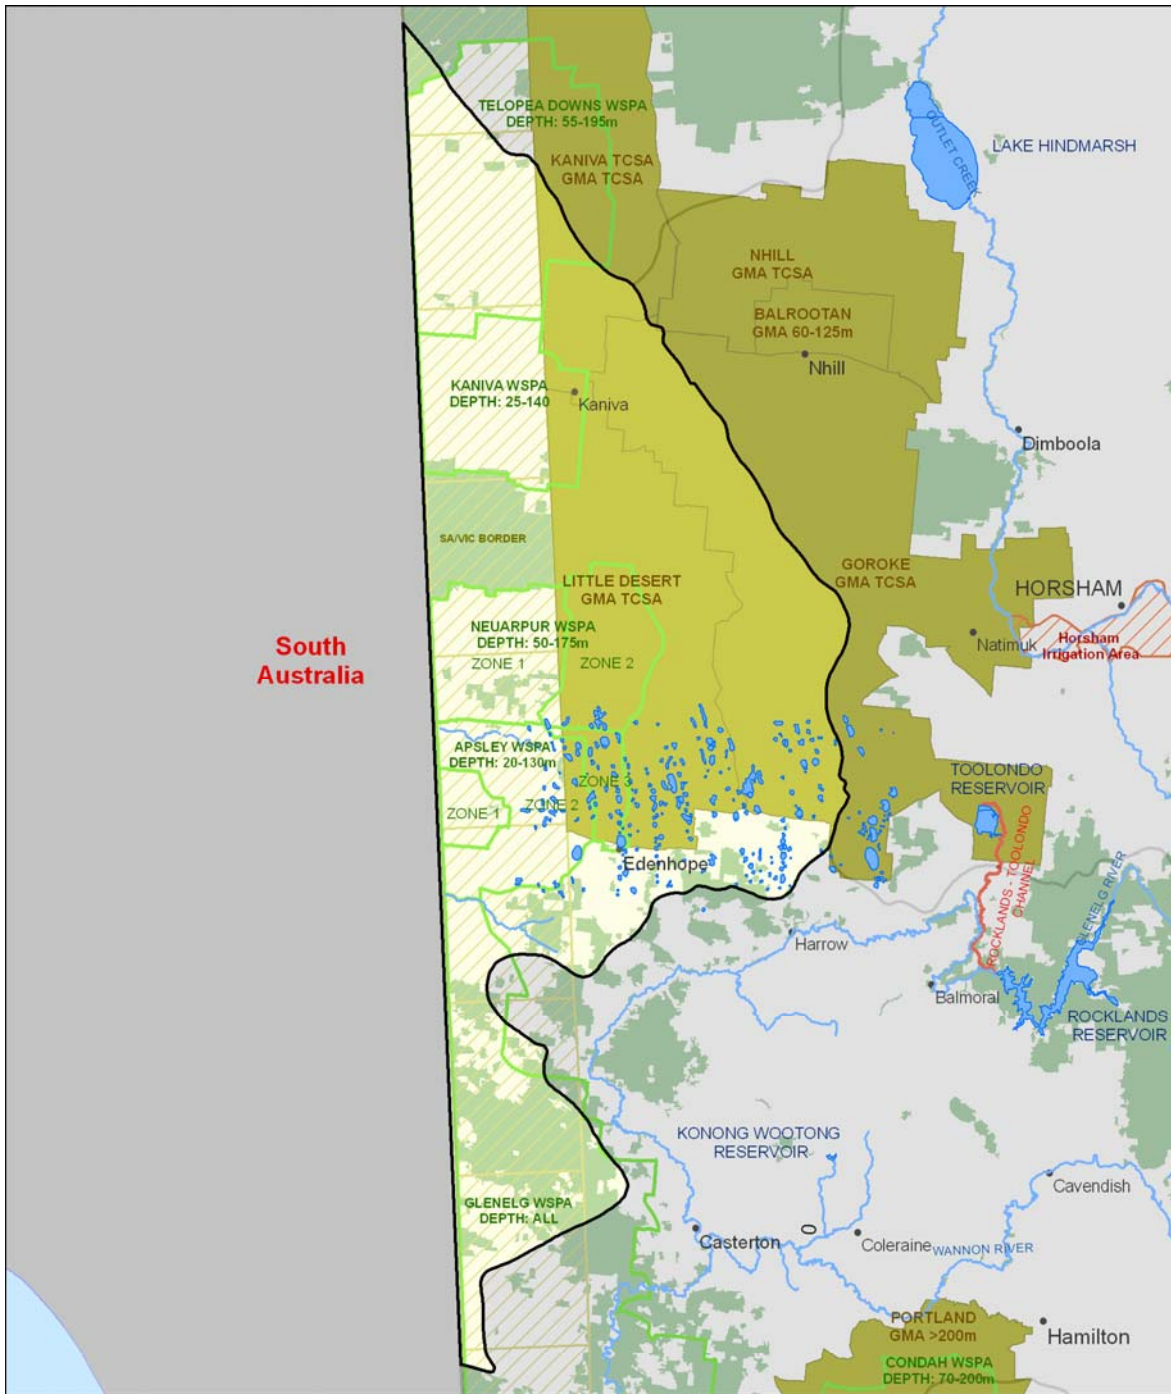 TELOPEA DOWNS WSPA
DEPTH: 55-195m
KANIVA TCSA
GMA TCSA
OUTLET CREEK
LAKE HINDMARSH
NHILL
GMA TCSA
BALROOTAN
GMA 60-125m
Nhill
KANIVA WSPA
DEPTH: 25-140
Kaniva
Dimboola
SA/VIC BORDER
LITTLE DESERT
GMA TCSA
GOROKE
GMA TCSA
HORSHAM
Natimuk
Horsham
Irrigation Area
South
Australia
NEUARPUR WSPA
DEPTH: 50-175m
ZONE 1
ZONE 2
APSLEY WSPA
DEPTH: 20-130m
ZONE 3
ZONE 2
ZONE 1
TOOLONDO
RESERVOIR
Edenhope
ROCKLANDS - TOOLONDO
CHANNEL
GLENELG RIVER
Harrow
Balmoral
ROCKLANDS
RESERVOIR
KONONG WOOTONG
RESERVOIR
Cavendish
GLENELG WSPA
DEPTH: ALL
Casterton
0
Coleraine
WANNON RIVER
PORTLAND
GMA >200m
Hamilton
CONDAH WSPA
DEPTH: 70-200m